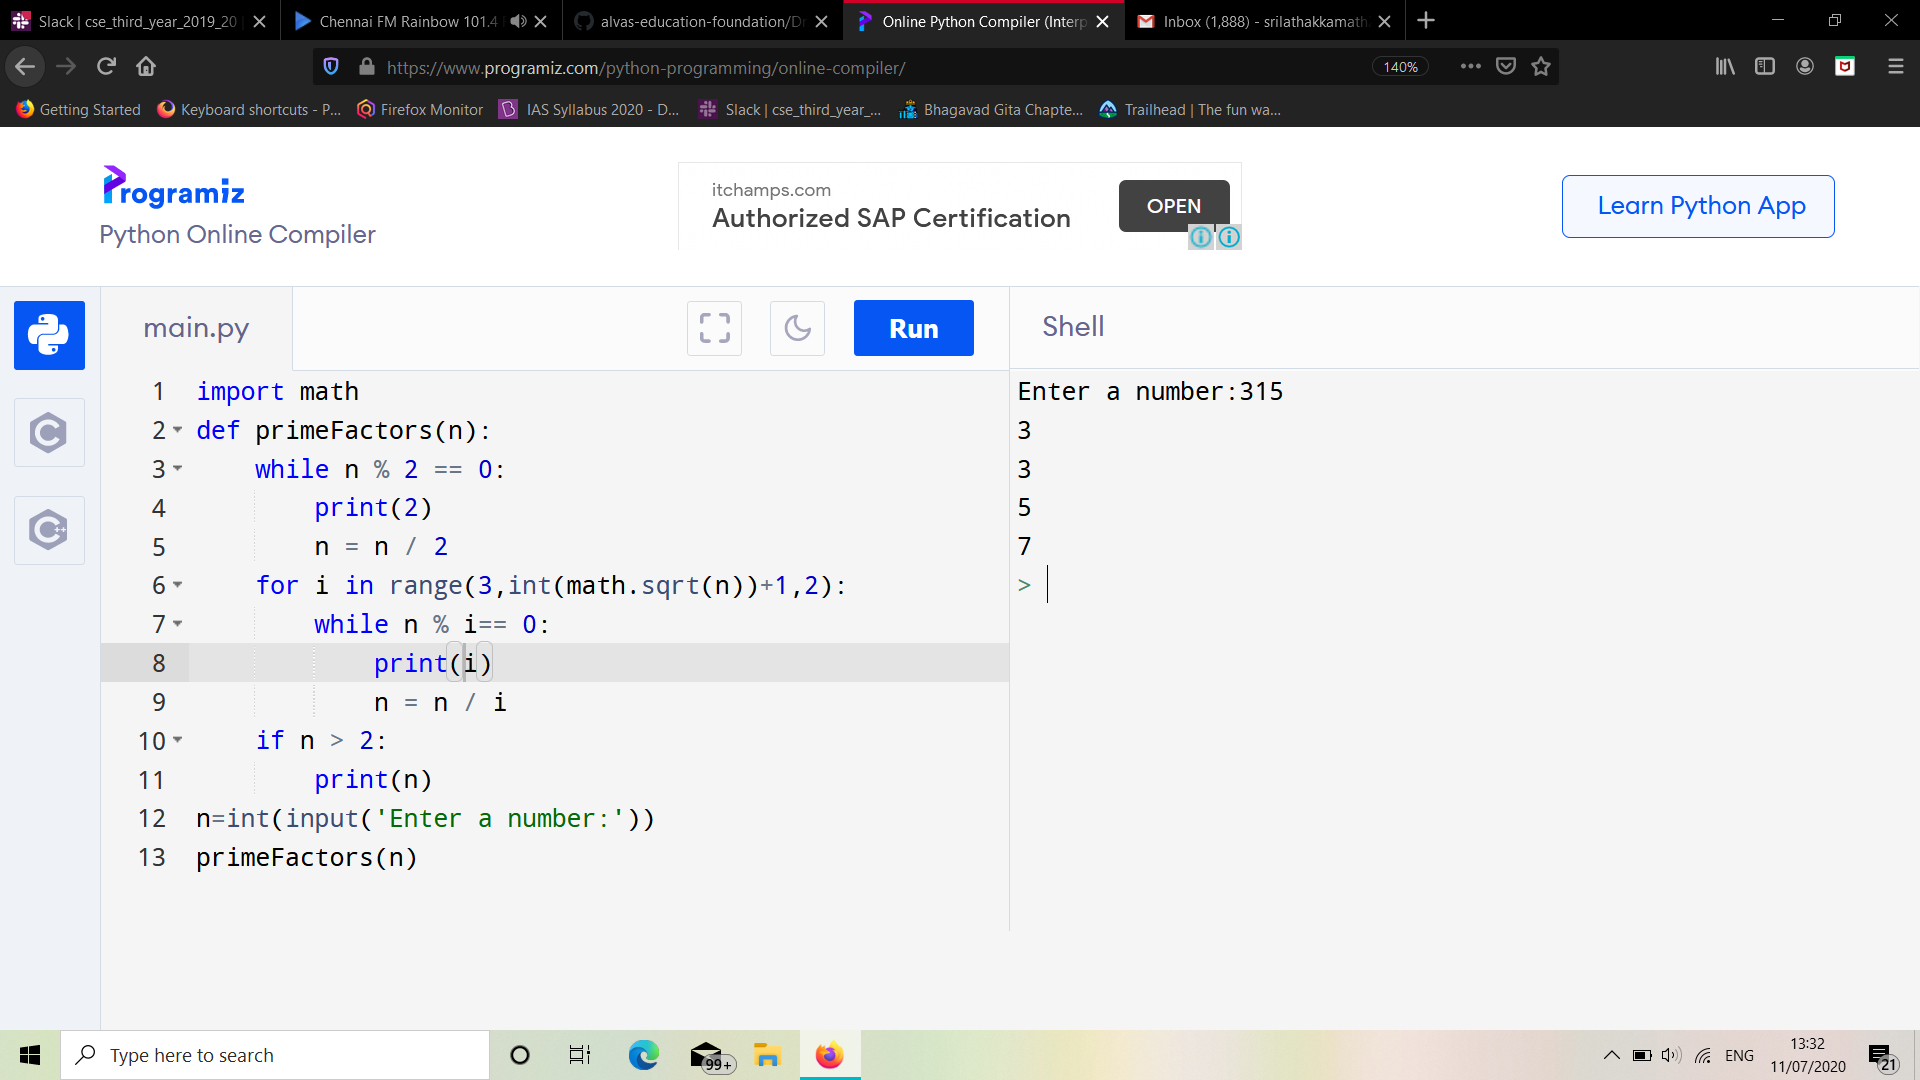 Slack | cse_third_year_2019_20
Chennai FM Rainbow 101.4
alvas-education-foundation/D
Online Python Compiler (Interp
Inbox (1,888) - srilathakkamath
https://www.programiz.com/python-programming/online-compiler/
140%
Getting Started
Keyboard shortcuts - P...
Firefox Monitor
IAS Syllabus 2020 - D...
Slack | cse_third_year_...
Bhagavad Gita Chapte...
Trailhead | The fun wa...
Programiz
Python Online Compiler
itchamps.com
Authorized SAP Certification
OPEN
Learn Python App
main.py
Run
Shell
1 import math
2 def primeFactors(n):
3 while n % 2 == 0:
4 print(2)
5 n = n / 2
6 for i in range(3,int(math.sqrt(n))+1,2):
7 while n % i== 0:
8 print(i)
9 n = n / i
10 if n > 2:
11 print(n)
12 n=int(input('Enter a number:'))
13 primeFactors(n)
Enter a number:315
3
3
5
7
>
Type here to search
99+
ENG
13:32
11/07/2020
21